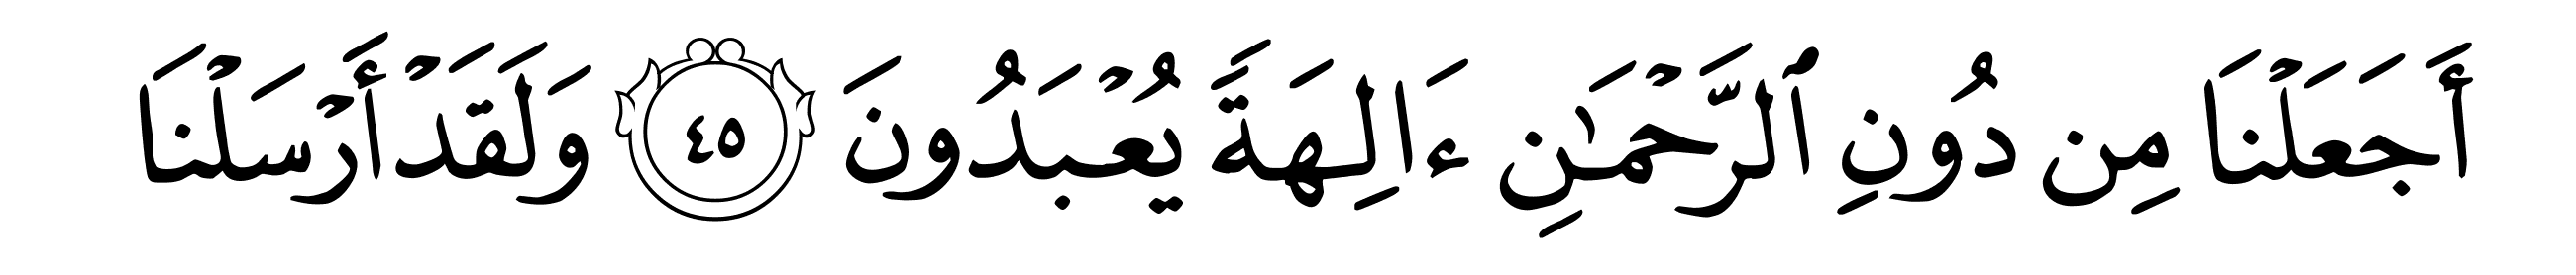 أَجَعَلْنَا مِن دُونِ ٱلرَّحْمَـٰنِ ءَالِهَةً يُعْبَدُونَ ٤٥ وَلَقَدْ أَرْسَلْنَا